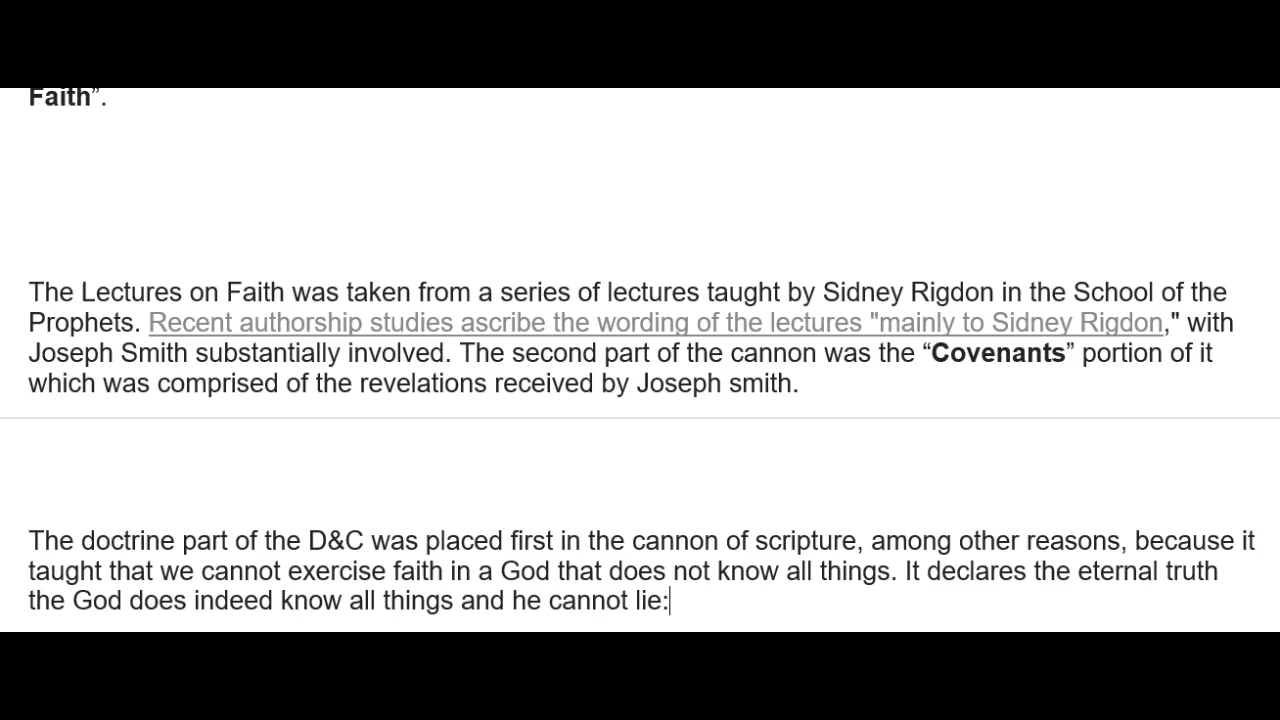 Faith”.
The Lectures on Faith was taken from a series of lectures taught by Sidney Rigdon in the School of the
Prophets. Recent authorship studies ascribe the wording of the lectures "mainly to Sidney Rigdon," with
Joseph Smith substantially involved. The second part of the cannon was the “Covenants” portion of it
which was comprised of the revelations received by Joseph smith.
The doctrine part of the D&C was placed first in the cannon of scripture, among other reasons, because it
taught that we cannot exercise faith in a God that does not know all things. It declares the eternal truth
the God does indeed know all things and he cannot lie: